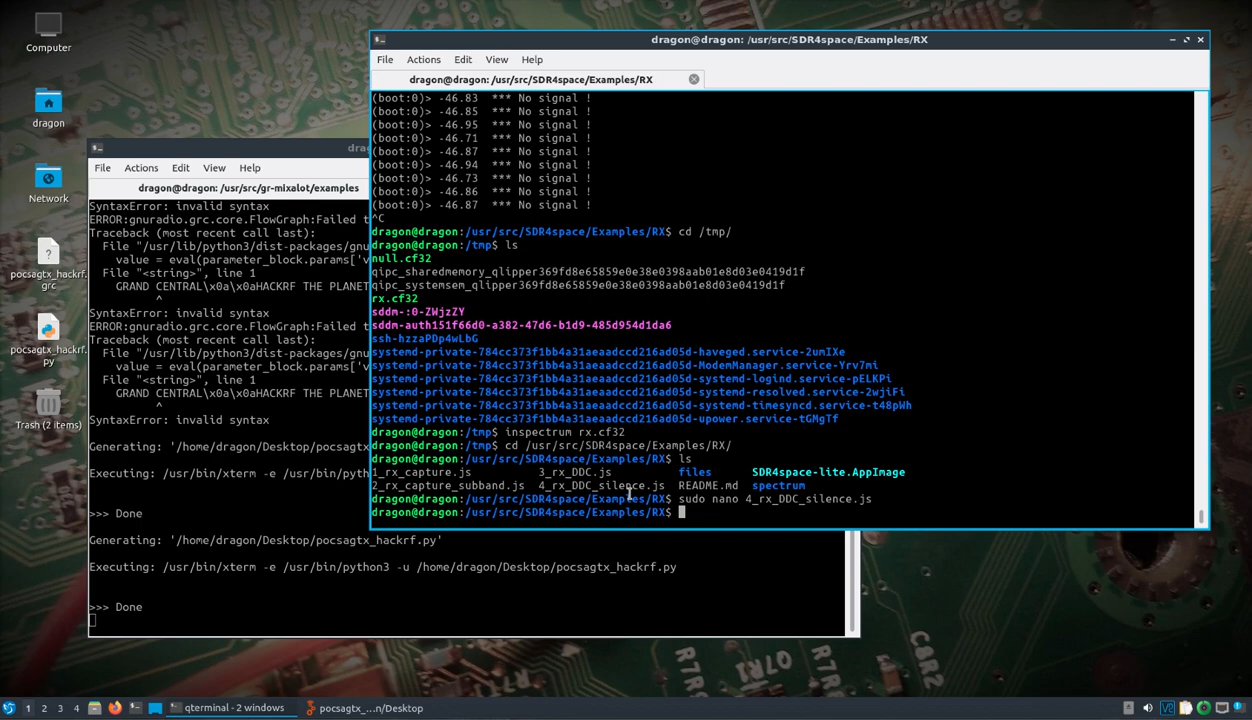 Computer
dragon
Network
pocsagtx_hackrf.
grc
pocsagtx_hackrf.
py
Trash (2 items)
File Actions Edit View Help
dragon@dragon: /usr/src/gr-mixalot/examples
SyntaxError: invalid syntax
ERROR:gnuradio.grc.core.FlowGraph:Failed t
Traceback (most recent call last):
File "/usr/lib/python3/dist-packages/gnu
value = eval(parameter_block.params['v
File "<string>", line 1
GRAND CENTRAL\x0a\x0aHACKRF THE PLANET
^
SyntaxError: invalid syntax
ERROR:gnuradio.grc.core.FlowGraph:Failed t
Traceback (most recent call last):
File "/usr/lib/python3/dist-packages/gnu
value = eval(parameter_block.params['v
File "<string>", line 1
GRAND CENTRAL\x0a\x0aHACKRF THE PLANET
^
SyntaxError: invalid syntax
Generating: '/home/dragon/Desktop/pocsagtx
Executing: /usr/bin/xterm -e /usr/bin/pyth
>>> Done
Generating: '/home/dragon/Desktop/pocsagtx_hackrf.py'
Executing: /usr/bin/xterm -e /usr/bin/python3 -u /home/dragon/Desktop/pocsagtx_hackrf.py
>>> Done
dragon@dragon: /usr/src/SDR4space/Examples/RX
File Actions Edit View Help
dragon@dragon: /usr/src/SDR4space/Examples/RX
(boot:0)> -46.83 *** No signal !
(boot:0)> -46.85 *** No signal !
(boot:0)> -46.95 *** No signal !
(boot:0)> -46.71 *** No signal !
(boot:0)> -46.87 *** No signal !
(boot:0)> -46.94 *** No signal !
(boot:0)> -46.73 *** No signal !
(boot:0)> -46.86 *** No signal !
(boot:0)> -46.87 *** No signal !
^C
dragon@dragon:/usr/src/SDR4space/Examples/RX$ cd /tmp/
dragon@dragon:/tmp$ ls
null.cf32
qipc_sharedmemory_qlipper369fd8e65859e0e38e0398aab01e8d03e0419d1f
qipc_systemsem_qlipper369fd8e65859e0e38e0398aab01e8d03e0419d1f
rx.cf32
sddm-:0-ZWjzZY
sddm-auth151f66d0-a382-47d6-b1d9-485d954d1da6
ssh-hzzaPDp4wLbG
systemd-private-784cc373f1bb4a31aeaadccd216ad05d-haveged.service-2umIXe
systemd-private-784cc373f1bb4a31aeaadccd216ad05d-ModemManager.service-Yrv7mi
systemd-private-784cc373f1bb4a31aeaadccd216ad05d-systemd-logind.service-pELKPi
systemd-private-784cc373f1bb4a31aeaadccd216ad05d-systemd-resolved.service-2wjiFi
systemd-private-784cc373f1bb4a31aeaadccd216ad05d-systemd-timesyncd.service-t48pWh
systemd-private-784cc373f1bb4a31aeaadccd216ad05d-upower.service-tGMgTf
dragon@dragon:/tmp$ inspectrum rx.cf32
dragon@dragon:/tmp$ cd /usr/src/SDR4space/Examples/RX/
dragon@dragon:/usr/src/SDR4space/Examples/RX$ ls
1_rx_capture.js 3_rx_DDC.js files SDR4space-lite.AppImage
2_rx_capture_subband.js 4_rx_DDC_silence.js README.md spectrum
dragon@dragon:/usr/src/SDR4space/Examples/RX$ sudo nano 4_rx_DDC_silence.js
dragon@dragon:/usr/src/SDR4space/Examples/RX$
1 2 3 4 qterminal - 2 windows pocsagtx_...n/Desktop